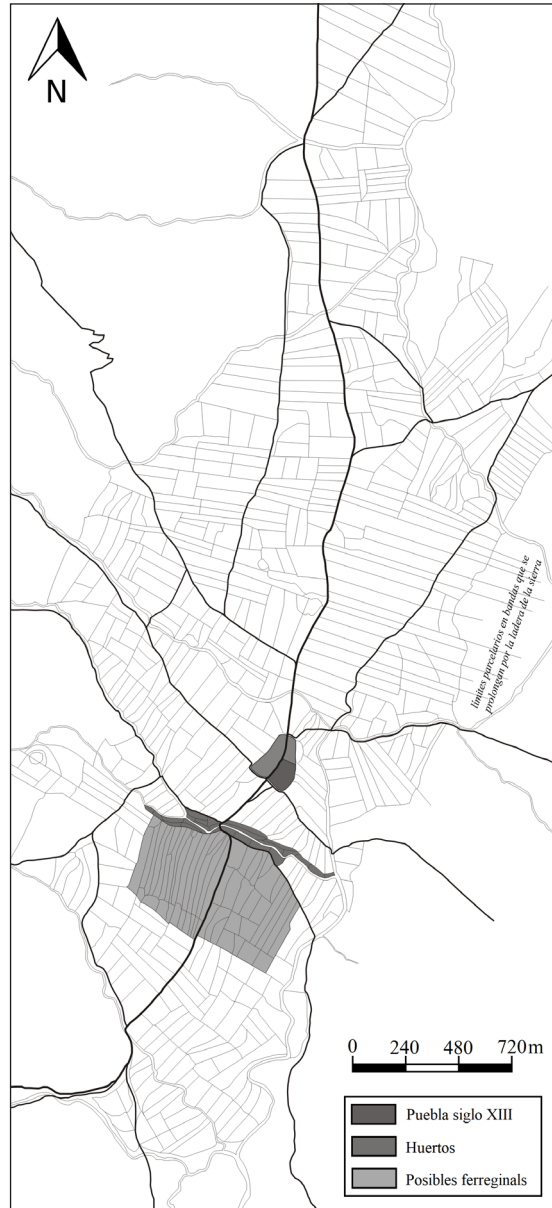 N
límites parcelarios en bandas que se
prolongan por la ladera de la sierra
0 240 480 720 m
Puebla siglo XIII
Huertos
Posibles ferreginals